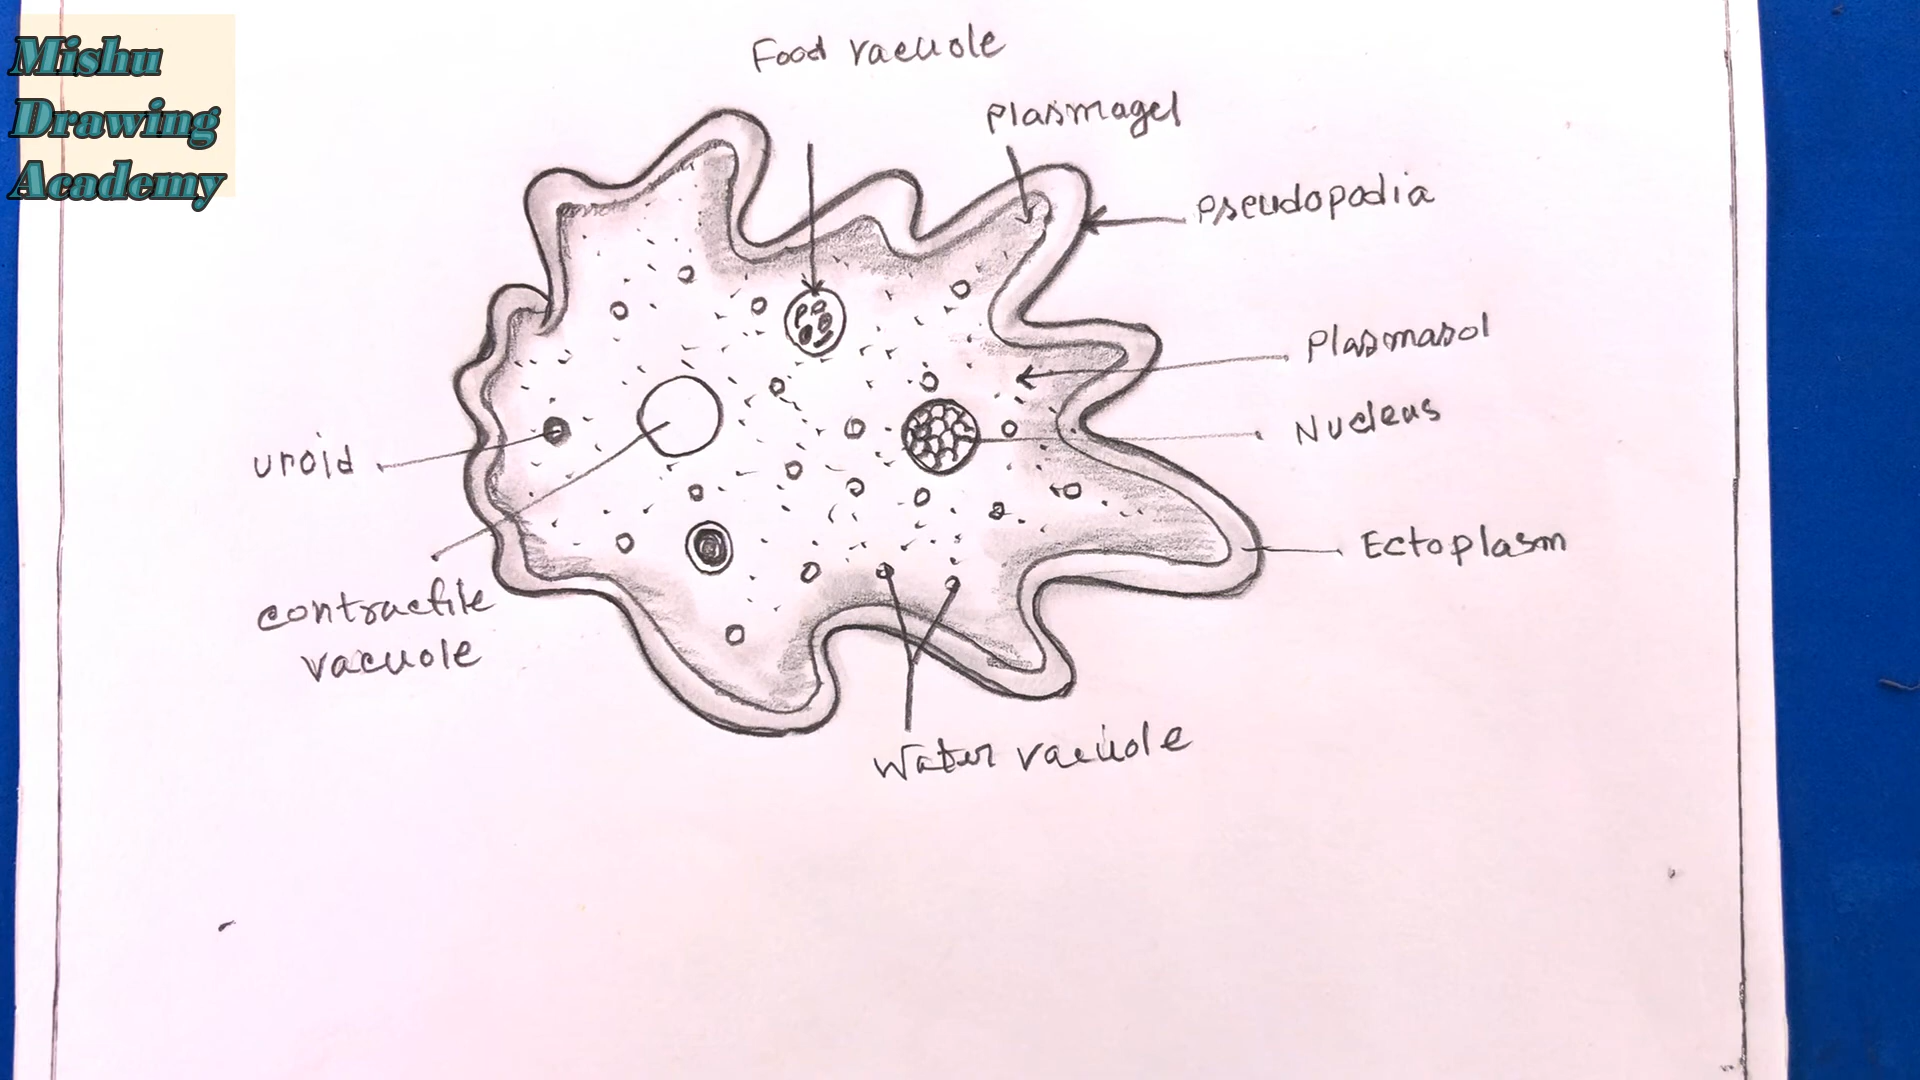 Mishu
Drawing
Academy
Food vacuole
Plasmagel
Pseudopodia
Plasmasol
Nucleus
uroid
Ectoplasm
contractile
vacuole
Water vacuole